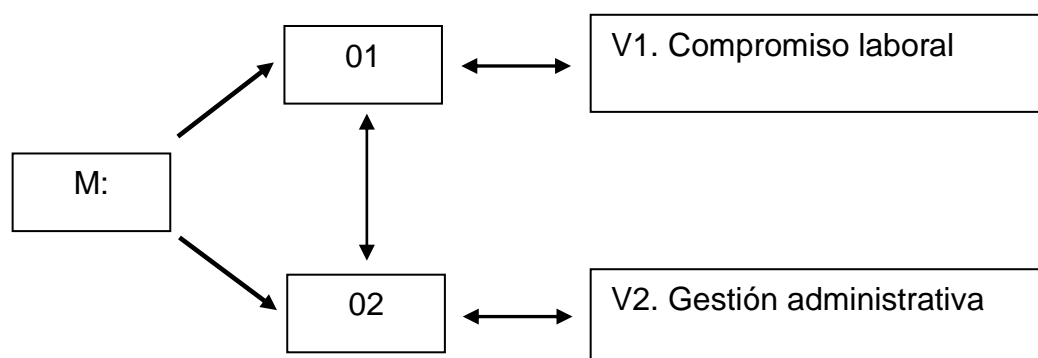 01
V1. Compromiso laboral
M:
02
V2. Gestión administrativa